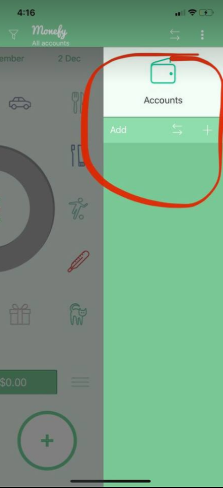 4:16
Monefy
All accounts
ember
2 Dec
Accounts
Add
$0.00